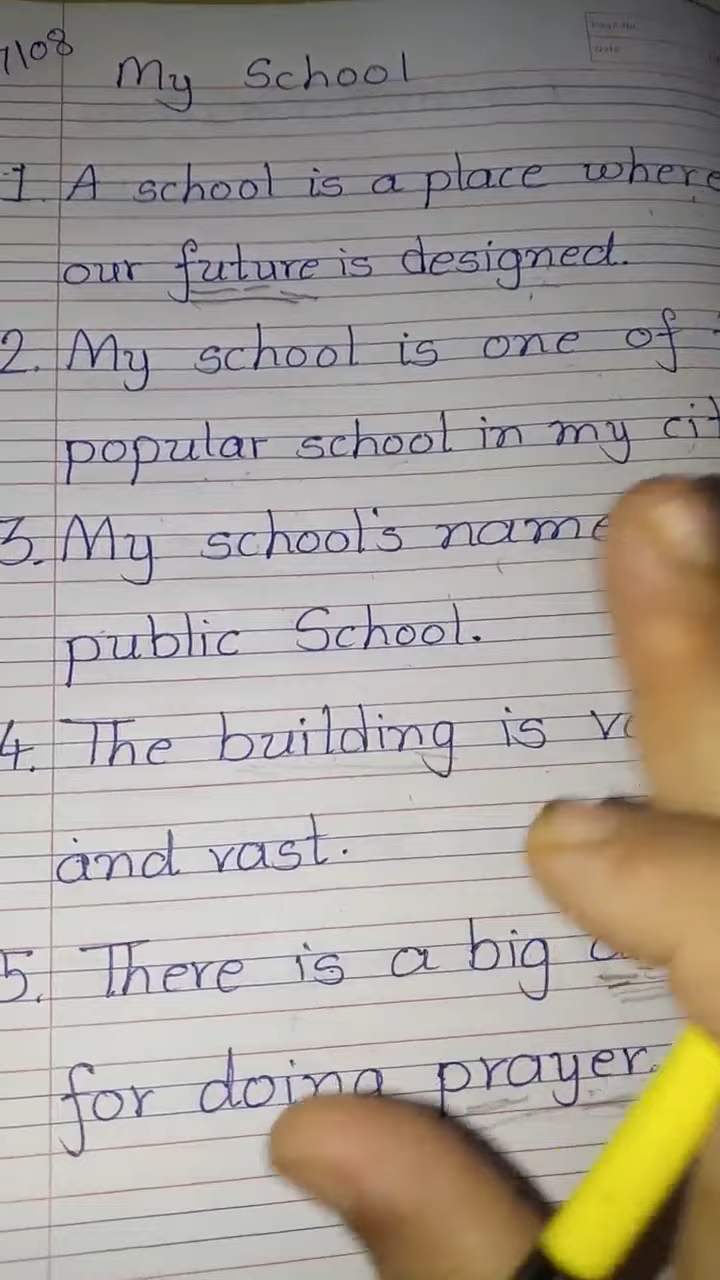 My School
1. A school is a place where
our future is designed.
2. My school is one of
popular school in my
3. My school's name
public School.
4. The building is
and vast.
5. There is a big
for doing prayer.